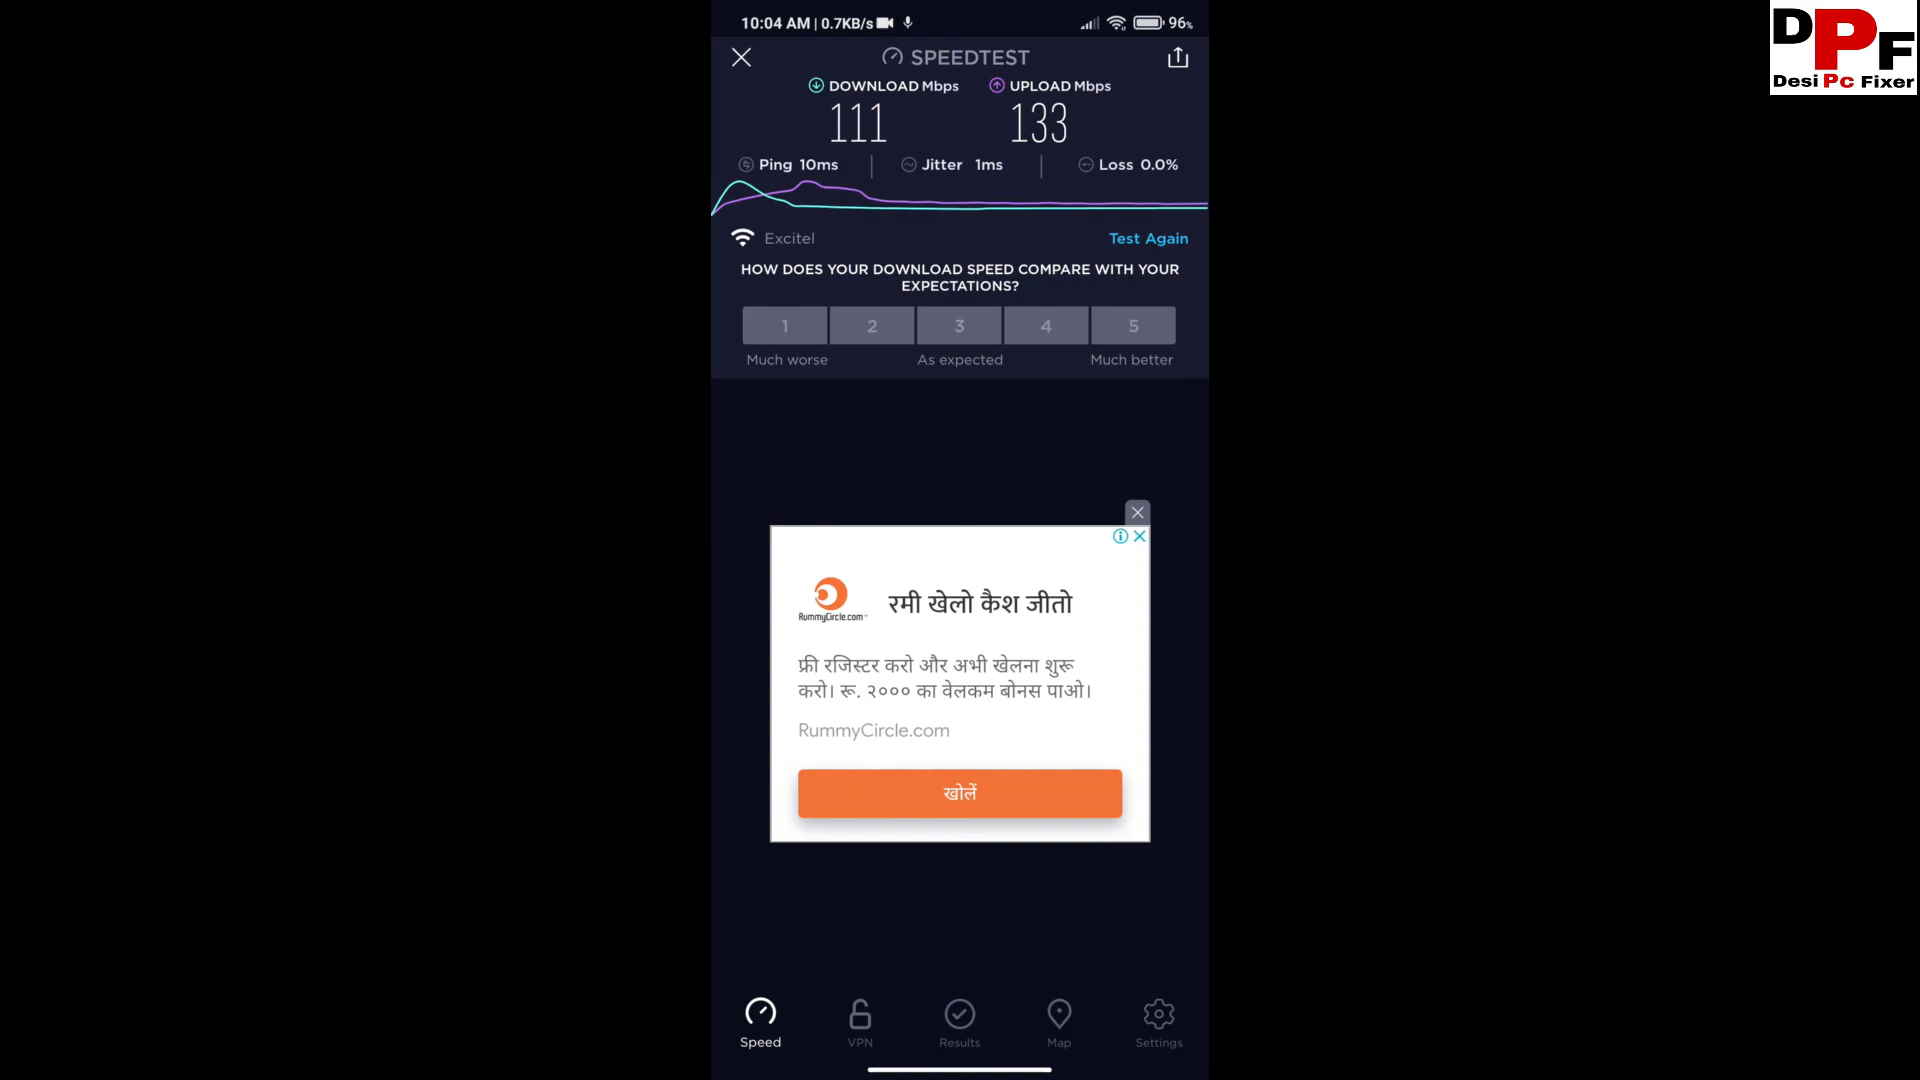 10:04 AM | 0.7KB/s
96%
DPF
Desi Pc Fixer
SPEEDTEST
DOWNLOAD Mbps
UPLOAD Mbps
111
133
Ping 10ms
Jitter 1ms
Loss 0.0%
Excitel
Test Again
HOW DOES YOUR DOWNLOAD SPEED COMPARE WITH YOUR
EXPECTATIONS?
1 2 3 4 5
Much worse
As expected
Much better
RummyCircle.com
रमी खेलो कैश जीतो
फ्री रजिस्टर करो और अभी खेलना शुरू
करो। रू. २००० का वेलकम बोनस पाओ।
RummyCircle.com
खोलें
Speed
VPN
Results
Map
Settings